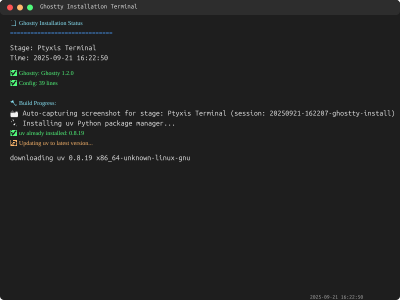 Ghostty Installation Terminal
Ghostty Installation Status
==============================
Stage: Ptyxis Terminal
Time: 2025-09-21 16:22:50
✅ Ghostty: Ghostty 1.2.0
✅ Config: 39 lines
🔨 Build Progress:
📸 Auto-capturing screenshot for stage: Ptyxis Terminal (session: 20250921-162207-ghostty-install)
Installing uv Python package manager...
✅ uv already installed: 0.8.19
🔄 Updating uv to latest version...
downloading uv 0.8.19 x86_64-unknown-linux-gnu
2025-09-21 16:22:50